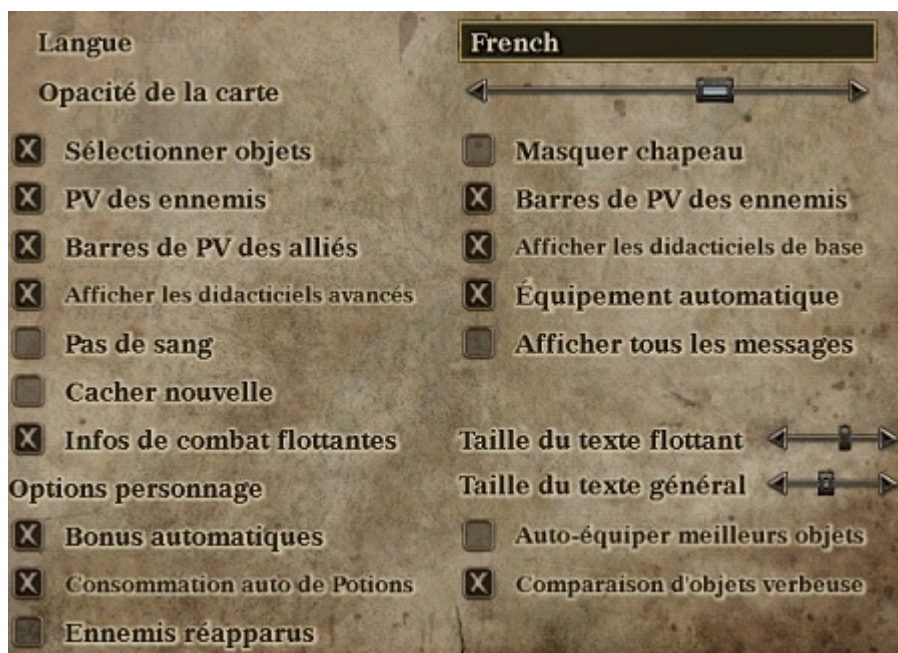 Langue
French
Opacité de la carte
Sélectionner objets
Masquer chapeau
PV des ennemis
Barres de PV des ennemis
Barres de PV des alliés
Afficher les didacticiels de base
Afficher les didacticiels avancés
Équipement automatique
Pas de sang
Afficher tous les messages
Cacher nouvelle
Infos de combat flottantes
Taille du texte flottant
Options personnage
Taille du texte général
Bonus automatiques
Auto-équiper meilleurs objets
Consommation auto de Potions
Comparaison d'objets verbeuse
Ennemis réapparus